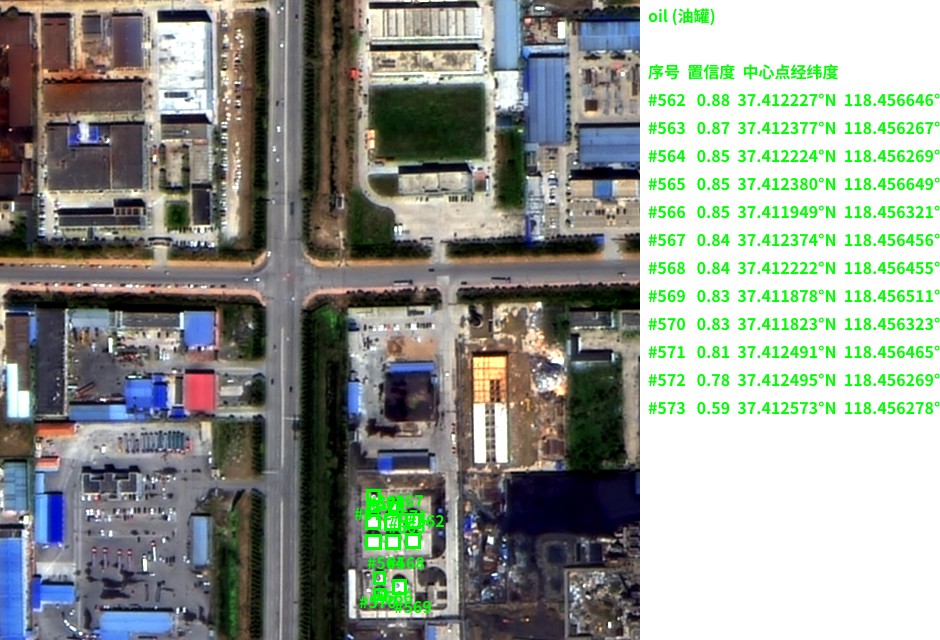 oil (油罐)
序号 置信度 中心点经纬度
#562 0.88 37.412227°N 118.456646°
#563 0.87 37.412377°N 118.456267°
#564 0.85 37.412224°N 118.456269°
#565 0.85 37.412380°N 118.456649°
#566 0.85 37.411949°N 118.456321°
#567 0.84 37.412374°N 118.456456°
#568 0.84 37.412222°N 118.456455°
#569 0.83 37.411878°N 118.456511°
#570 0.83 37.411823°N 118.456323°
#571 0.81 37.412491°N 118.456465°
#572 0.78 37.412495°N 118.456269°
#573 0.59 37.412573°N 118.456278°